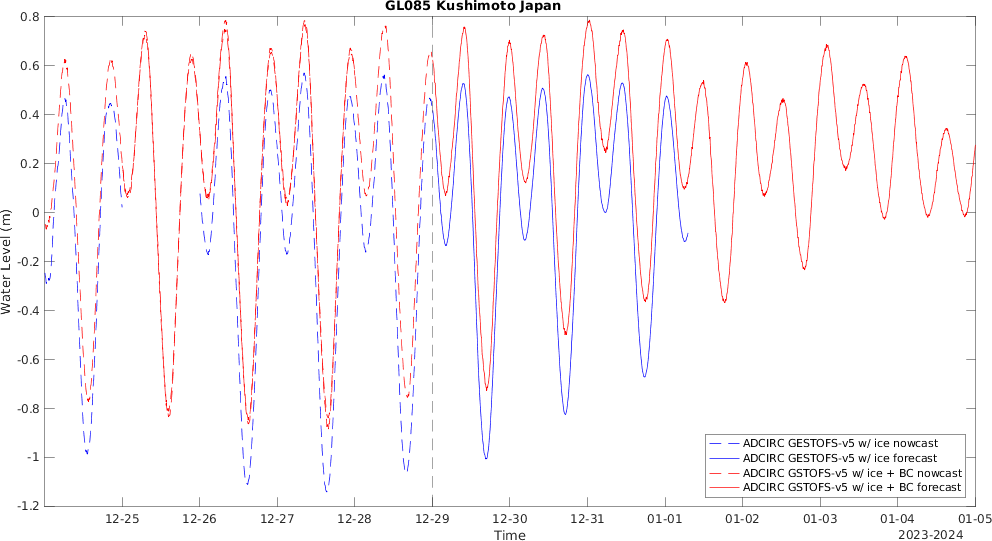 GL085 Kushimoto Japan
Water Level (m)
0.8
0.6
0.4
0.2
0
-0.2
-0.4
-0.6
-0.8
-1
-1.2
ADCIRC GESTOFS-v5 w/ ice nowcast
ADCIRC GESTOFS-v5 w/ ice forecast
ADCIRC GSTOFS-v5 w/ ice + BC nowcast
ADCIRC GSTOFS-v5 w/ ice + BC forecast
12-25 12-26 12-27 12-28 12-29 12-30 12-31 01-01 01-02 01-03 01-04 01-05
Time
2023-2024